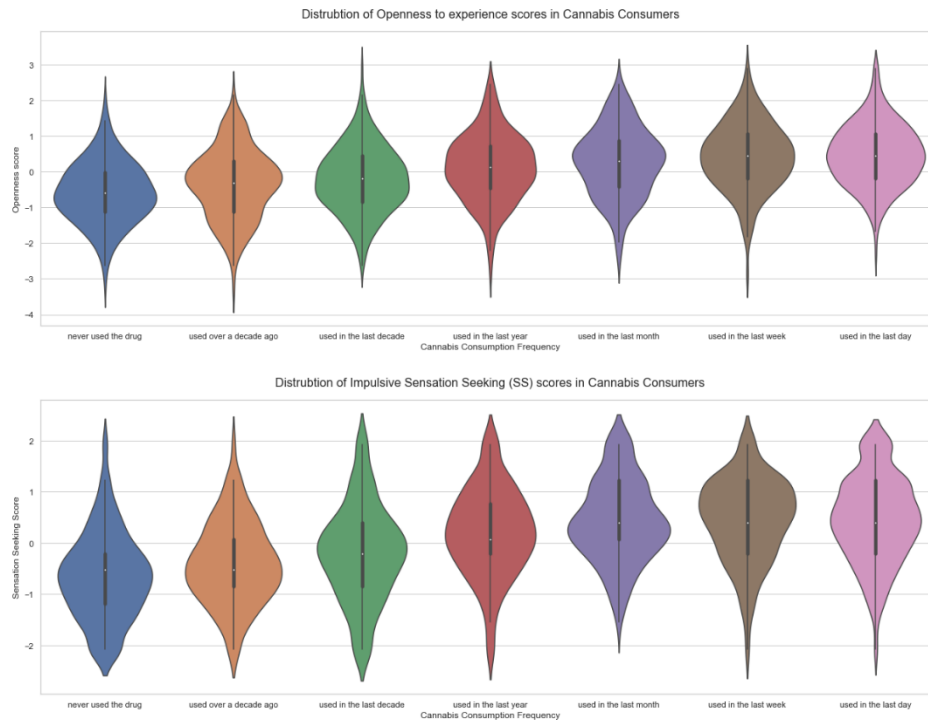 Distrubtion of Openness to experience scores in Cannabis Consumers
3
2
1
0
−1
−2
−3
−4
Openness score
never used the drug used over a decade ago used in the last decade used in the last year used in the last month used in the last week used in the last day
Cannabis Consumption Frequency
Distrubtion of Impulsive Sensation Seeking (SS) scores in Cannabis Consumers
2
1
0
−1
−2
Sensation Seeking Score
never used the drug used over a decade ago used in the last decade used in the last year used in the last month used in the last week used in the last day
Cannabis Consumption Frequency